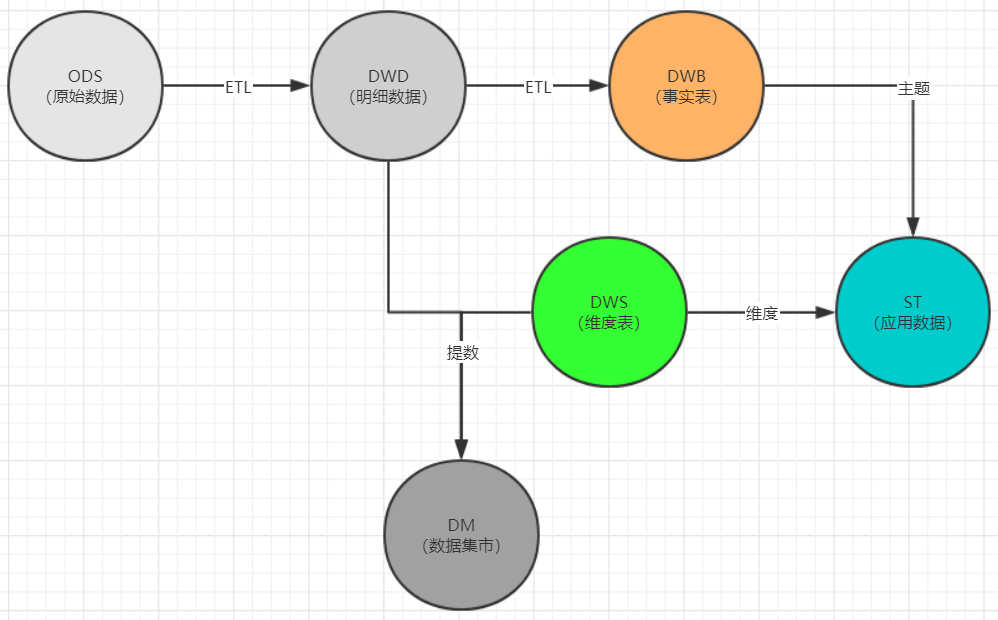 ODS
（原始数据）
ETL
DWD
（明细数据）
ETL
DWB
（事实表）
主题
DWS
（维度表）
维度
ST
（应用数据）
提数
DM
（数据集市）